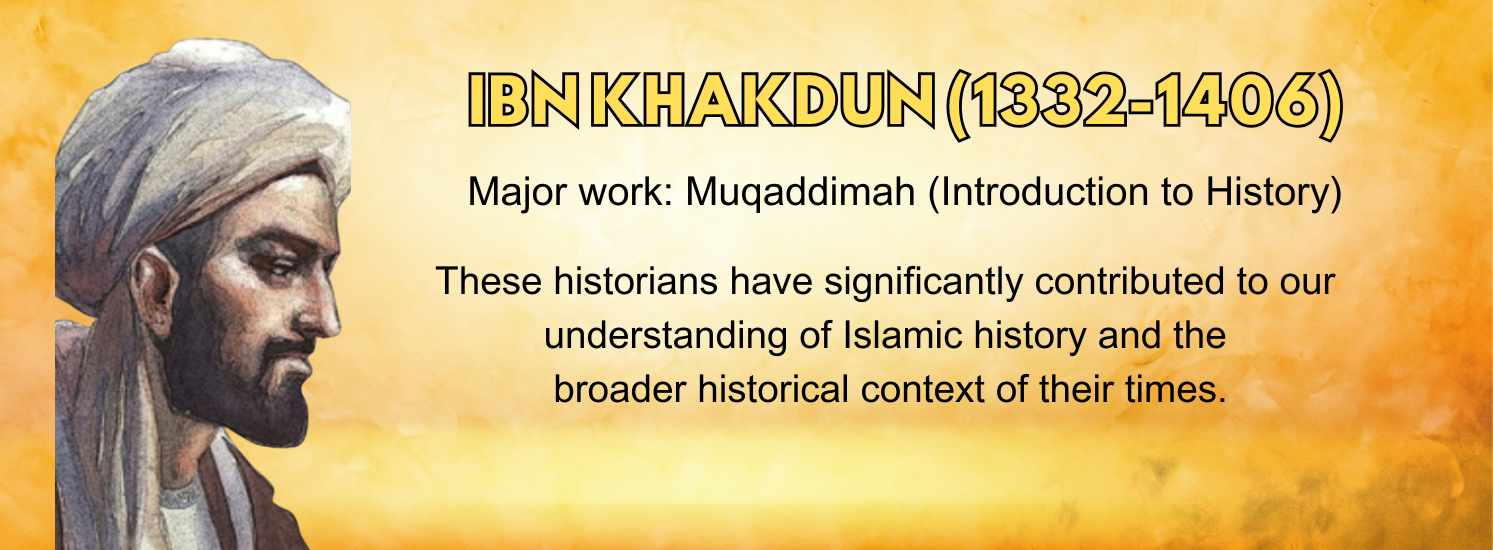 IBN KHAKDUN (1332-1406)
Major work: Muqaddimah (Introduction to History)
These historians have significantly contributed to our
understanding of Islamic history and the
broader historical context of their times.